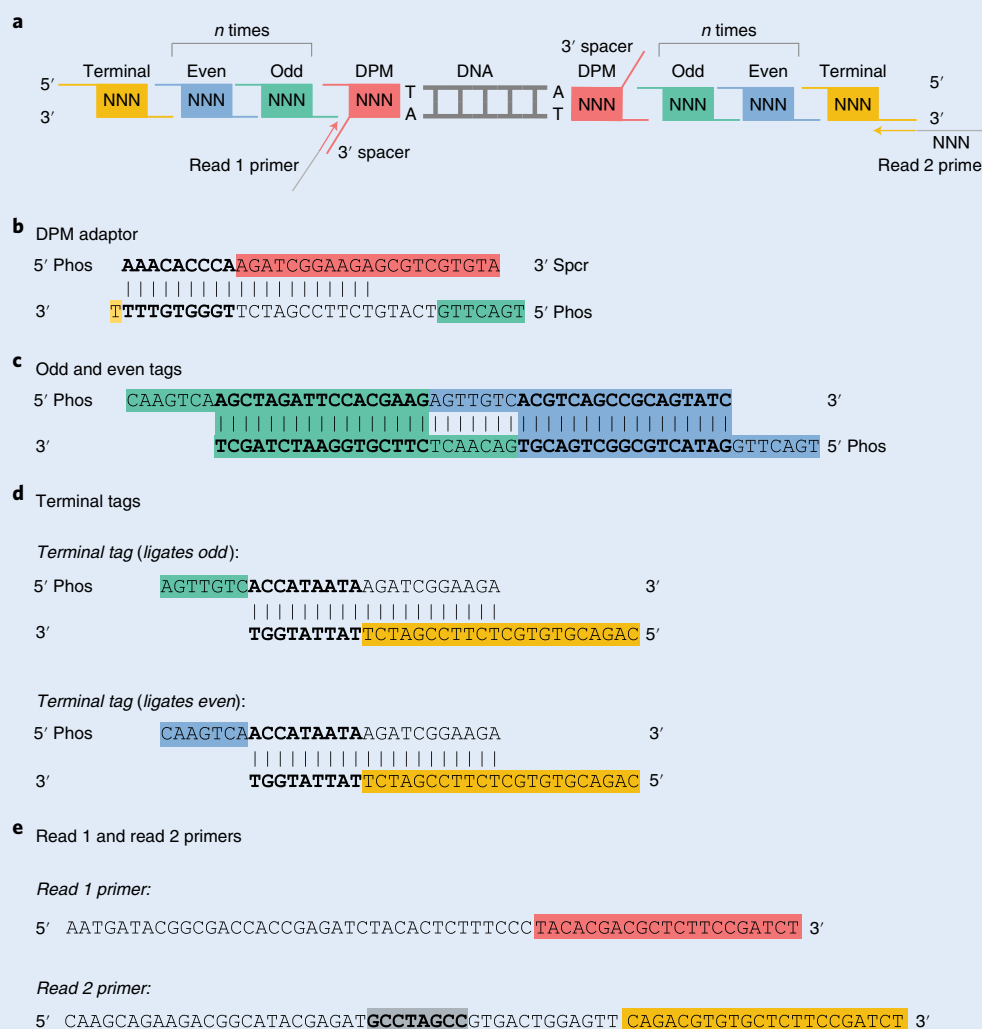 a
n times
n times
3′ spacer
Terminal Even Odd DPM DNA DPM Odd Even Terminal
5′ NNN NNN NNN NNN T A NNN NNN NNN NNN 5′
3′ A T 3′
3′ spacer
NNN
Read 1 primer
Read 2 prime
b DPM adaptor
5′ Phos AAACACCCAAGATCGGAAGAGCGTCGTGTA 3′ Spcr
3′ TTTTGTGGGTTCTAGCCTTCTGTACTGTTCAGT 5′ Phos
c Odd and even tags
5′ Phos CAAGTCAAGCTAGATTCCACGAAGAGTTGTCACGTCAGCCGCAGTATC 3′
3′ TCGATCTAAGGTGCTTCTCAACAGTGCAGTCGGCGTCATAGGTTCAGT 5′ Phos
d Terminal tags
Terminal tag (ligates odd):
5′ Phos AGTTGTCACCATAATAAGATCGGAAGA 3′
3′ TGGTATTATTCTAGCCTTCTCGTGTGCAGAC 5′
Terminal tag (ligates even):
5′ Phos CAAGTCAACCATAATAAGATCGGAAGA 3′
3′ TGGTATTATTCTAGCCTTCTCGTGTGCAGAC 5′
e Read 1 and read 2 primers
Read 1 primer:
5′ AATGATACGGCGACCACCGAGATCTACACTCTTTCCCTACACGACGCTCTTCCGATCT 3′
Read 2 primer:
5′ CAAGCAGAAGACGGCATACGAGATGCCTAGCCGTGACTGGAGTT CAGACGTGTGCTCTTCCGATCT 3′